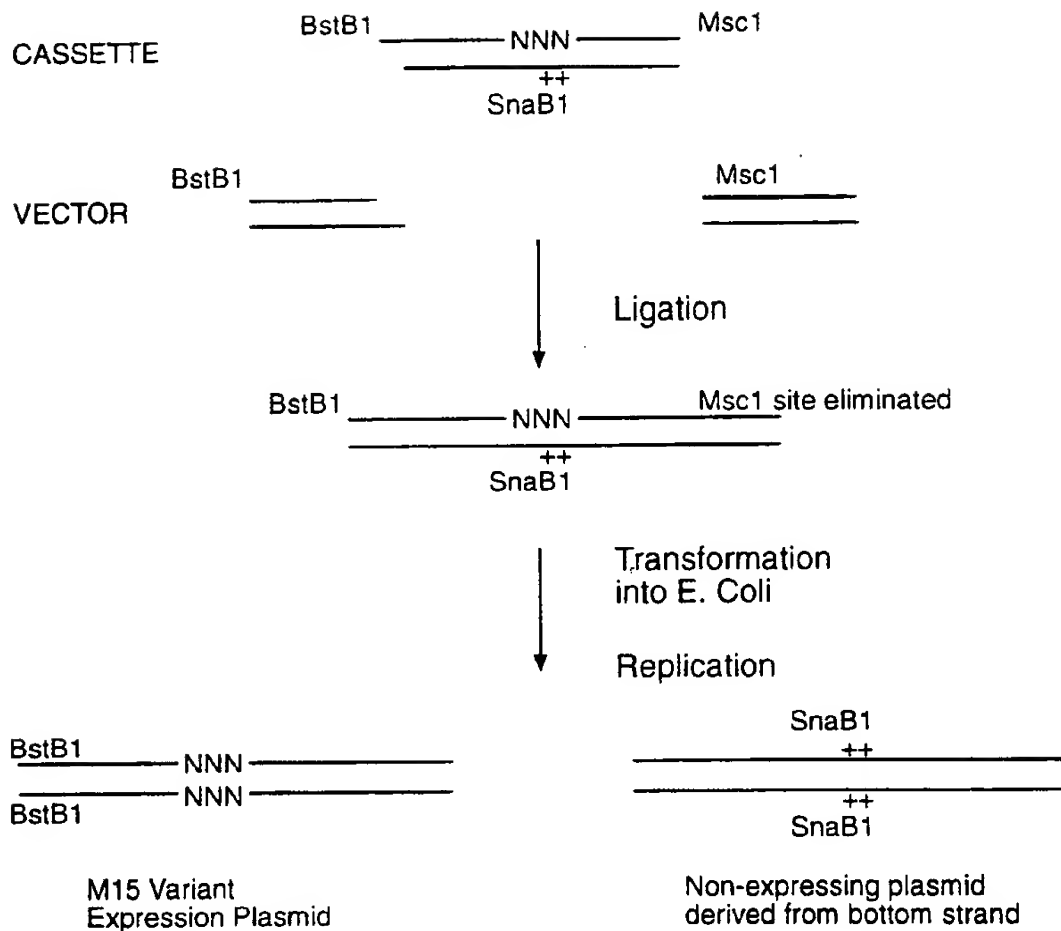 BstB1 NNN Msc1
CASSETTE
++
SnaB1
BstB1 Msc1
VECTOR
Ligation
BstB1 NNN Msc1 site eliminated
++
SnaB1
Transformation
into E. Coli
Replication
SnaB1
++
BstB1 NNN
NNN
BstB1
++
SnaB1
M15 Variant
Expression Plasmid
Non-expressing plasmid
derived from bottom strand